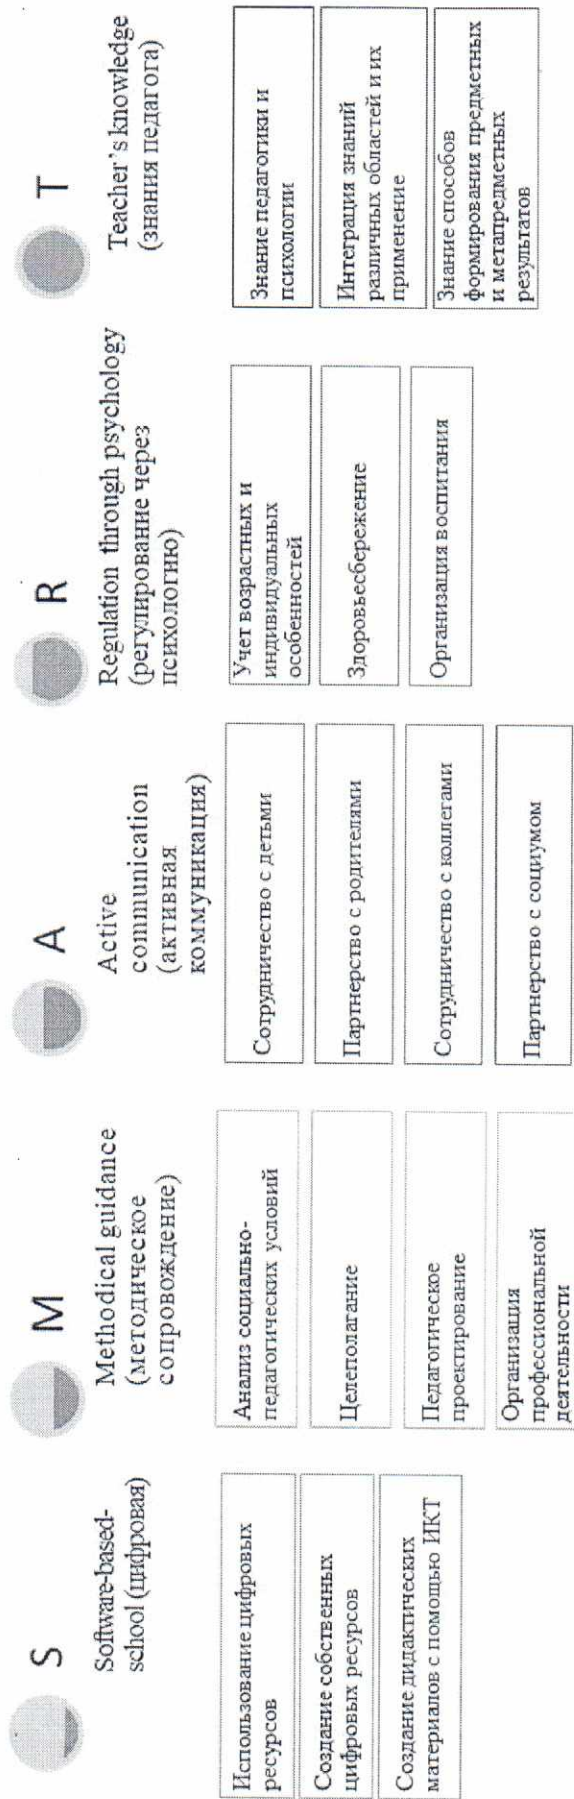 S
Software-based-
school (цифровая)
Использование цифровых
ресурсов
Создание собственных
цифровых ресурсов
Создание дидактических
материалов с помощью ИКТ
M
Methodical guidance
(методическое
сопровождение)
Анализ социально-
педагогических условий
Целеполагание
Педагогическое
проектирование
Организация
профессиональной
деятельности
A
Active
communication
(активная
коммуникация)
Сотрудничество с детьми
Партнерство с родителями
Сотрудничество с коллегами
Партнерство с социумом
R
Regulation through psychology
(регулирование через
психологию)
Учет возрастных и
индивидуальных
особенностей
Здоровьесбережение
Организация воспитания
T
Teacher's knowledge
(знания педагога)
Знание педагогики и
психологии
Интеграция знаний
различных областей и их
применение
Знание способов
формирования предметных
и метапредметных
результатов